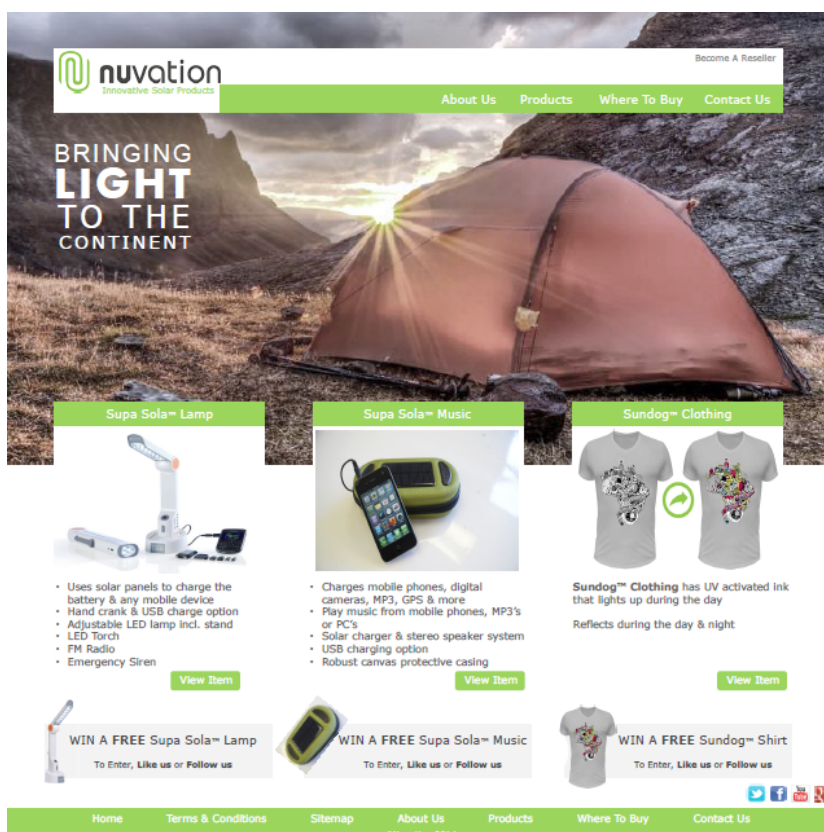 Become A Reseller
nuvation
Innovative Solar Products
About Us Products Where To Buy Contact Us
BRINGING
LIGHT
TO THE
CONTINENT
Supa Sola™ Lamp
• Uses solar panels to charge the
battery & any mobile device
• Hand crank & USB charge option
• Adjustable LED lamp incl. stand
• LED Torch
• FM Radio
• Emergency Siren
View Item
Supa Sola™ Music
• Charges mobile phones, digital
cameras, MP3, GPS & more
• Play music from mobile phones, MP3's
or PC's
• Solar charger & stereo speaker system
• USB charging option
• Robust canvas protective casing
View Item
Sundog™ Clothing
Sundog™ Clothing has UV activated ink
that lights up during the day
Reflects during the day & night
View Item
WIN A FREE Supa Sola™ Lamp
To Enter, Like us or Follow us
WIN A FREE Supa Sola™ Music
To Enter, Like us or Follow us
WIN A FREE Sundog™ Shirt
To Enter, Like us or Follow us
You
Tube
Home Terms & Conditions Sitemap About Us Products Where To Buy Contact Us